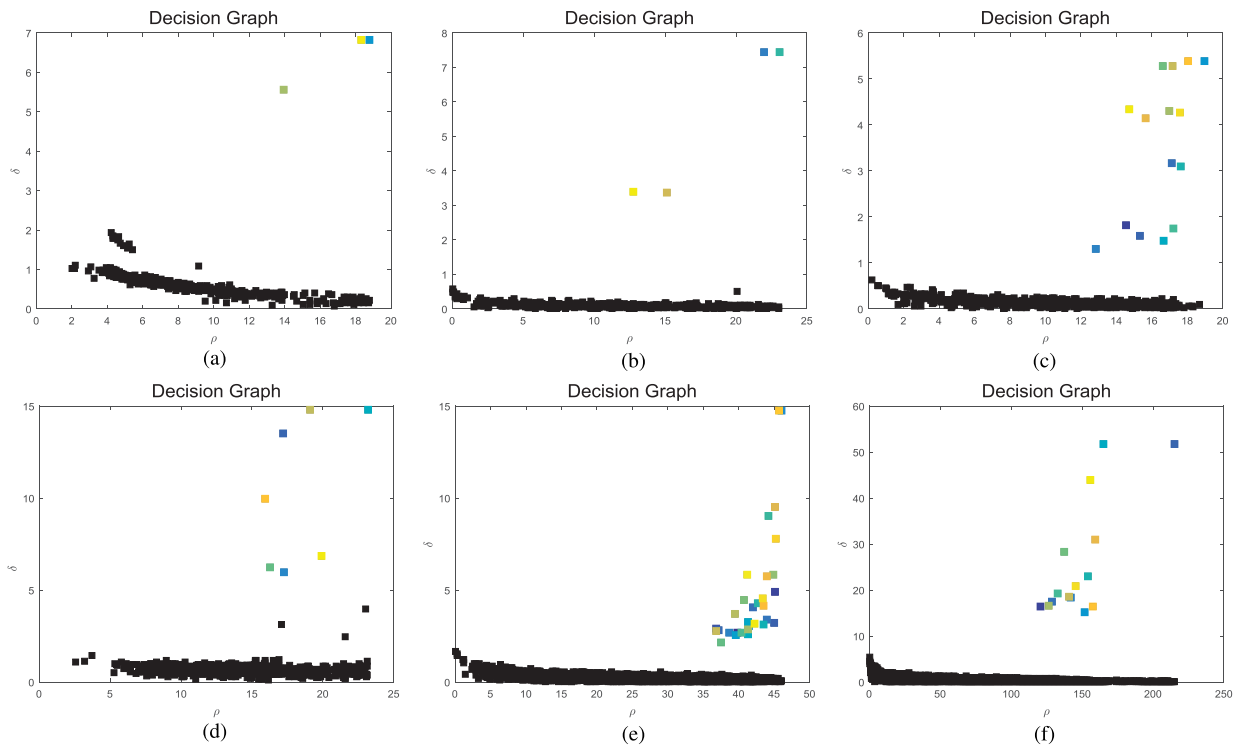 Decision Graph
7
6
5
4
3
2
1
0
δ
0 2 4 6 8 10 12 14 16 18 20
ρ
(a)
Decision Graph
8
7
6
5
4
3
2
1
0
δ
0 5 10 15 20 25
ρ
(b)
Decision Graph
6
5
4
3
2
1
0
δ
0 2 4 6 8 10 12 14 16 18 20
ρ
(c)
Decision Graph
15
10
5
0
δ
0 5 10 15 20 25
ρ
(d)
Decision Graph
15
10
5
0
δ
0 5 10 15 20 25 30 35 40 45 50
ρ
(e)
Decision Graph
60
50
40
30
20
10
0
δ
0 50 100 150 200 250
ρ
(f)